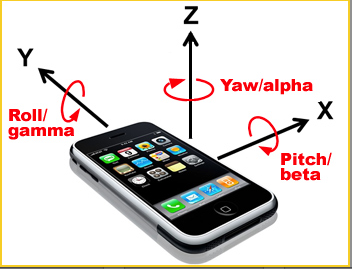 Z
Y
Yaw/alpha
X
Roll/
gamma
Pitch/
beta